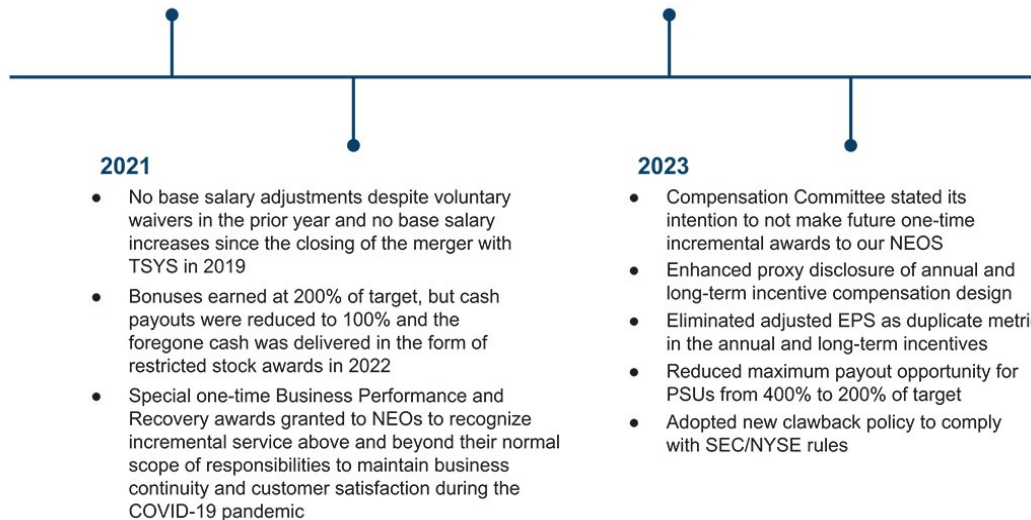 2021
● No base salary adjustments despite voluntary
waivers in the prior year and no base salary
increases since the closing of the merger with
TSYS in 2019
● Bonuses earned at 200% of target, but cash
payouts were reduced to 100% and the
foregone cash was delivered in the form of
restricted stock awards in 2022
● Special one-time Business Performance and
Recovery awards granted to NEOs to recognize
incremental service above and beyond their normal
scope of responsibilities to maintain business
continuity and customer satisfaction during the
COVID-19 pandemic
2023
● Compensation Committee stated its
intention to not make future one-time
incremental awards to our NEOS
● Enhanced proxy disclosure of annual and
long-term incentive compensation design
● Eliminated adjusted EPS as duplicate metri
in the annual and long-term incentives
● Reduced maximum payout opportunity for
PSUs from 400% to 200% of target
● Adopted new clawback policy to comply
with SEC/NYSE rules